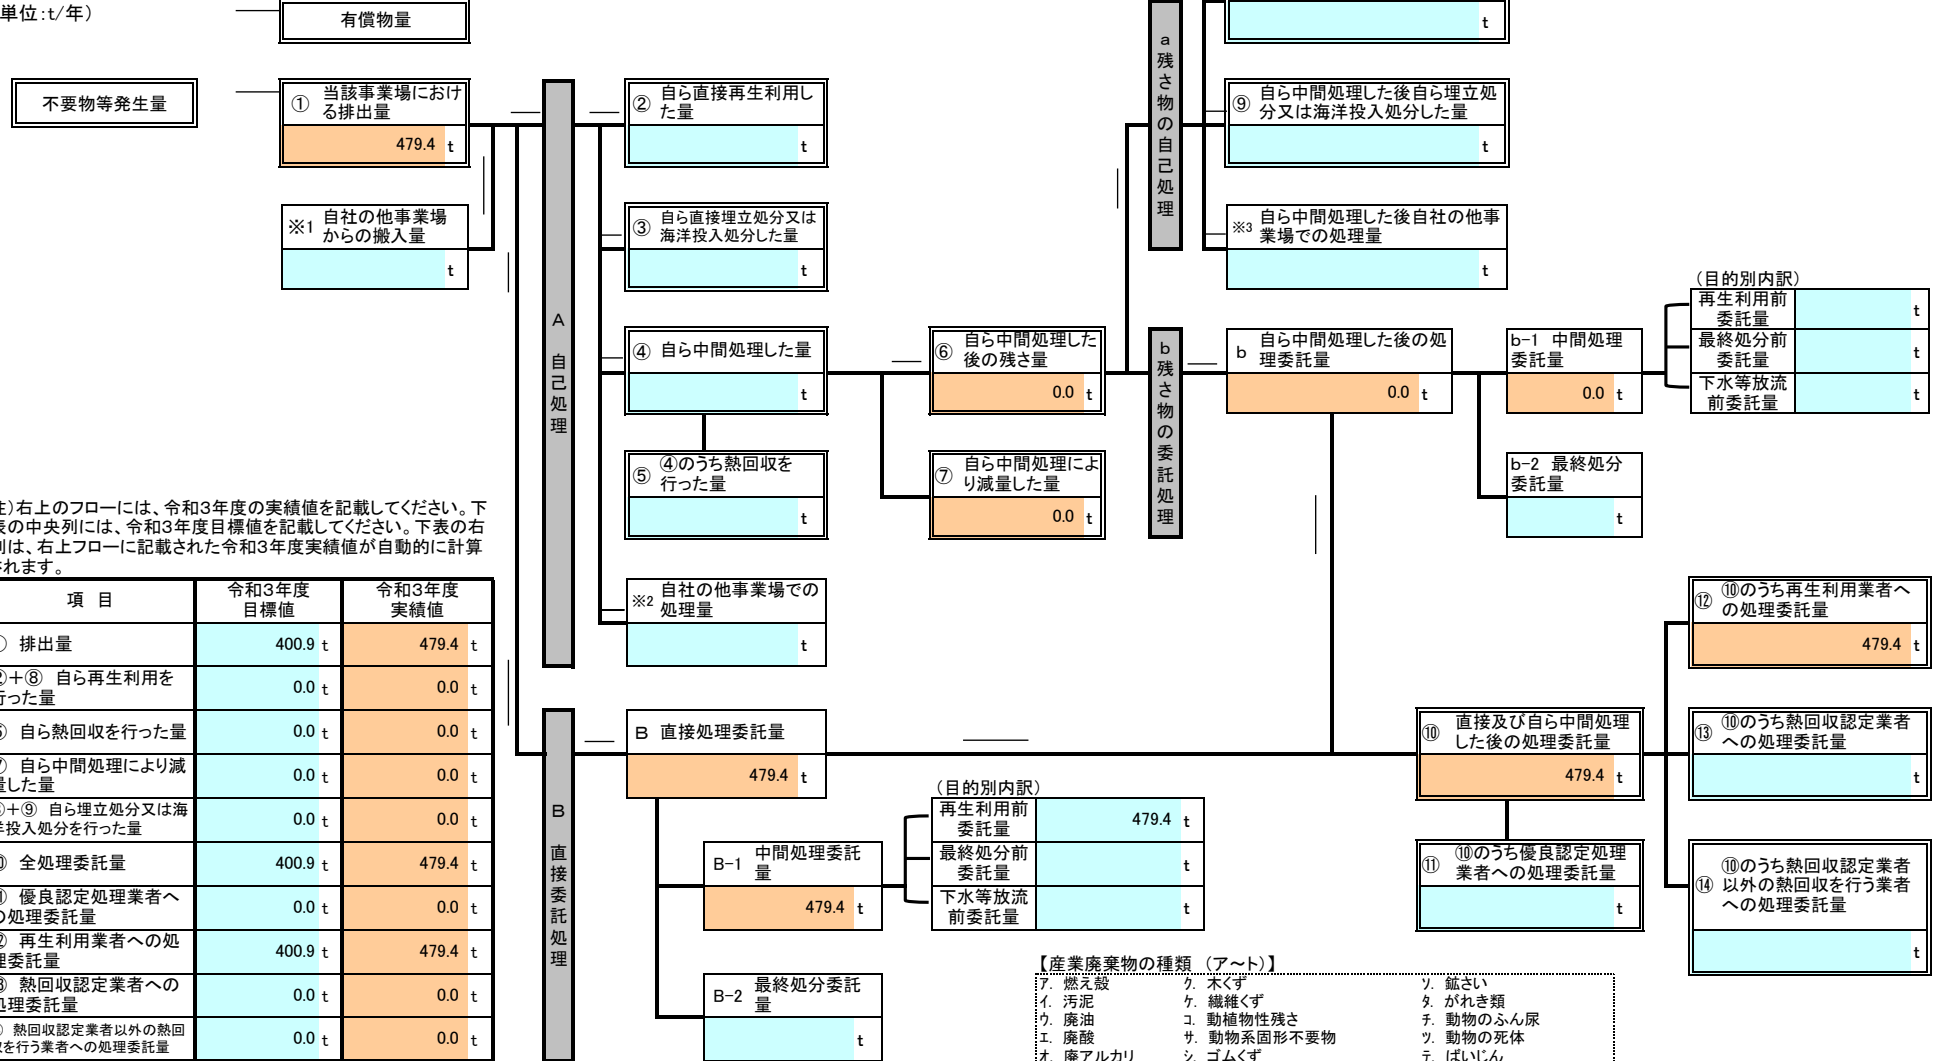 単位:t/年）
有償物量
t
不要物等発生量
① 当該事業場におけ
る排出量
479.4 t
※1 自社の他事業場
からの搬入量
t
A 自己処理
② 自ら直接再生利用し
た量
t
③ 自ら直接埋立処分又は
海洋投入処分した量
t
④ 自ら中間処理した量
t
⑤ ④のうち熱回収を
行った量
t
※2 自社の他事業場での
処理量
t
⑥ 自ら中間処理した
後の残さ量
0.0 t
⑦ 自ら中間処理によ
り減量した量
0.0 t
a残さ物の自己処理
⑨ 自ら中間処理した後自ら埋立処
分又は海洋投入処分した量
t
※3 自ら中間処理した後自社の他事
業場での処理量
t
b残さ物の委託処理
b 自ら中間処理した後の処
理委託量
0.0 t
b-1 中間処理
委託量
0.0 t
b-2 最終処分
委託量
t
（目的別内訳）
再生利用前
委託量
t
最終処分前
委託量
t
下水等放流
前委託量
t
注）右上のフローには、令和3年度の実績値を記載してください。下
表の中央列には、令和3年度目標値を記載してください。下表の右
列は、右上フローに記載された令和3年度実績値が自動的に計算
されます。
項 目
令和3年度
目標値
令和3年度
実績値
排出量
400.9 t 479.4 t
②+⑧ 自ら再生利用を
行った量
0.0 t 0.0 t
自ら熱回収を行った量
0.0 t 0.0 t
⑦ 自ら中間処理により減
量した量
0.0 t 0.0 t
+⑨ 自ら埋立処分又は海
洋投入処分を行った量
0.0 t 0.0 t
⑩ 全処理委託量
400.9 t 479.4 t
優良認定処理業者へ
の処理委託量
0.0 t 0.0 t
② 再生利用業者への処
理委託量
400.9 t 479.4 t
③ 熱回収認定業者への
処理委託量
0.0 t 0.0 t
熱回収認定業者以外の熱回
収を行う業者への処理委託量
0.0 t 0.0 t
B 直接委託処理
B 直接処理委託量
479.4 t
B-1 中間処理委託
量
479.4 t
B-2 最終処分委託
量
t
（目的別内訳）
再生利用前
委託量
479.4 t
最終処分前
委託量
t
下水等放流
前委託量
t
⑩ 直接及び自ら中間処理
した後の処理委託量
479.4 t
⑪ ⑩のうち優良認定処理
業者への処理委託量
t
⑫ ⑩のうち再生利用業者へ
の処理委託量
479.4 t
⑬ ⑩のうち熱回収認定業者
への処理委託量
t
⑭ ⑩のうち熱回収認定業者
以外の熱回収を行う業者
への処理委託量
t
【産業廃棄物の種類 （ア～ト）】
ア. 燃え殻 ク. 木くず ソ. 鉱さい
イ. 汚泥 ケ. 繊維くず タ. がれき類
ウ. 廃油 コ. 動植物性残さ チ. 動物のふん尿
エ. 廃酸 サ. 動物系固形不要物 ツ. 動物の死体
オ. 廃アルカリ シ. ゴムくず テ. ばいじん